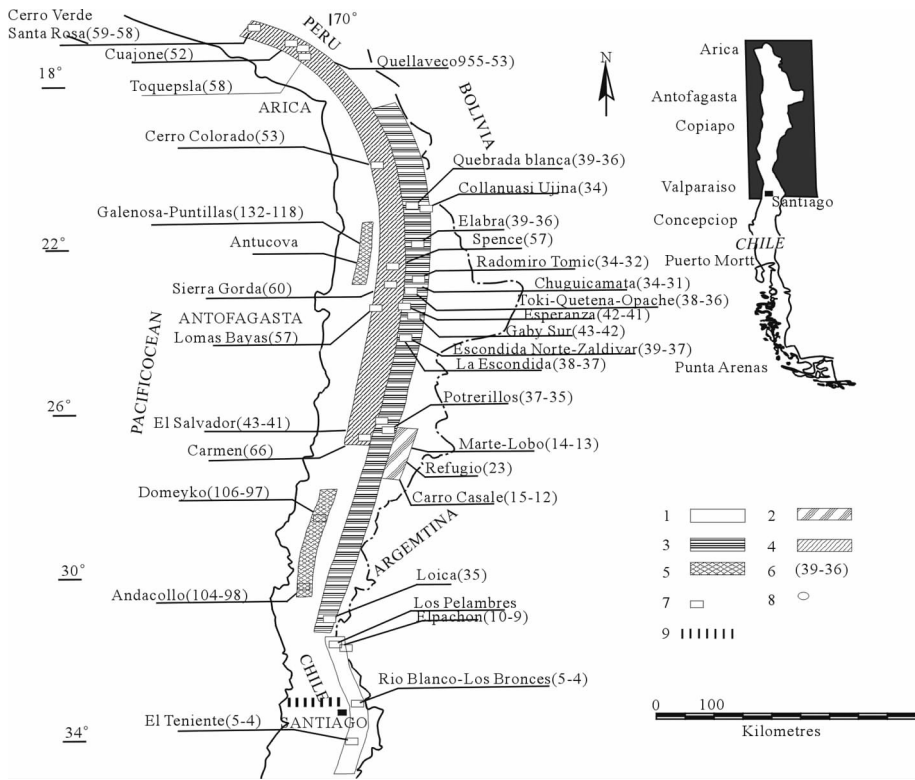 Cerro Verde
Santa Rosa(59-58)
Cuajone(52)
Toquepsla(58)
ARICA
Cerro Colorado(53)
Galenosa-Puntillas(132-118)
Antucova
Sierra Gorda(60)
ANTOFAGASTA
Lomas Bayas(57)
El Salvador(43-41)
Carmen(66)
Domeyko(106-97)
Andacollo(104-98)
El Teniente(5-4)
18°
22°
26°
30°
34°
PACIFICOCEAN
70°
PERU
Quellaveco955-53)
BOLIVIA
Quebrada blanca(39-36)
Collanuasi Ujina(34)
Elabra(39-36)
Spence(57)
Radomiro Tomic(34-32)
Chuguicamata(34-31)
Toki-Quetena-Opache(38-36)
Esperanza(42-41)
Gaby Sur(43-42)
Escondida Norte-Zaldivar(39-37)
La Escondida(38-37)
Potrerillos(37-35)
Marte-Lobo(14-13)
Refugio(23)
Carro Casale(15-12)
ARGEMTINA
Loica(35)
Los Pelambres
Elpachon(10-9)
CHILE
Rio Blanco-Los Bronces(5-4)
SANTIAGO
N
Arica
Antofagasta
Copiapo
Valparaiso
Santiago
Concepciop
CHILE
Puerto Mortt
Punta Arenas
1
2
3
4
5
6 (39-36)
7
8
9
0 100
Kilometres